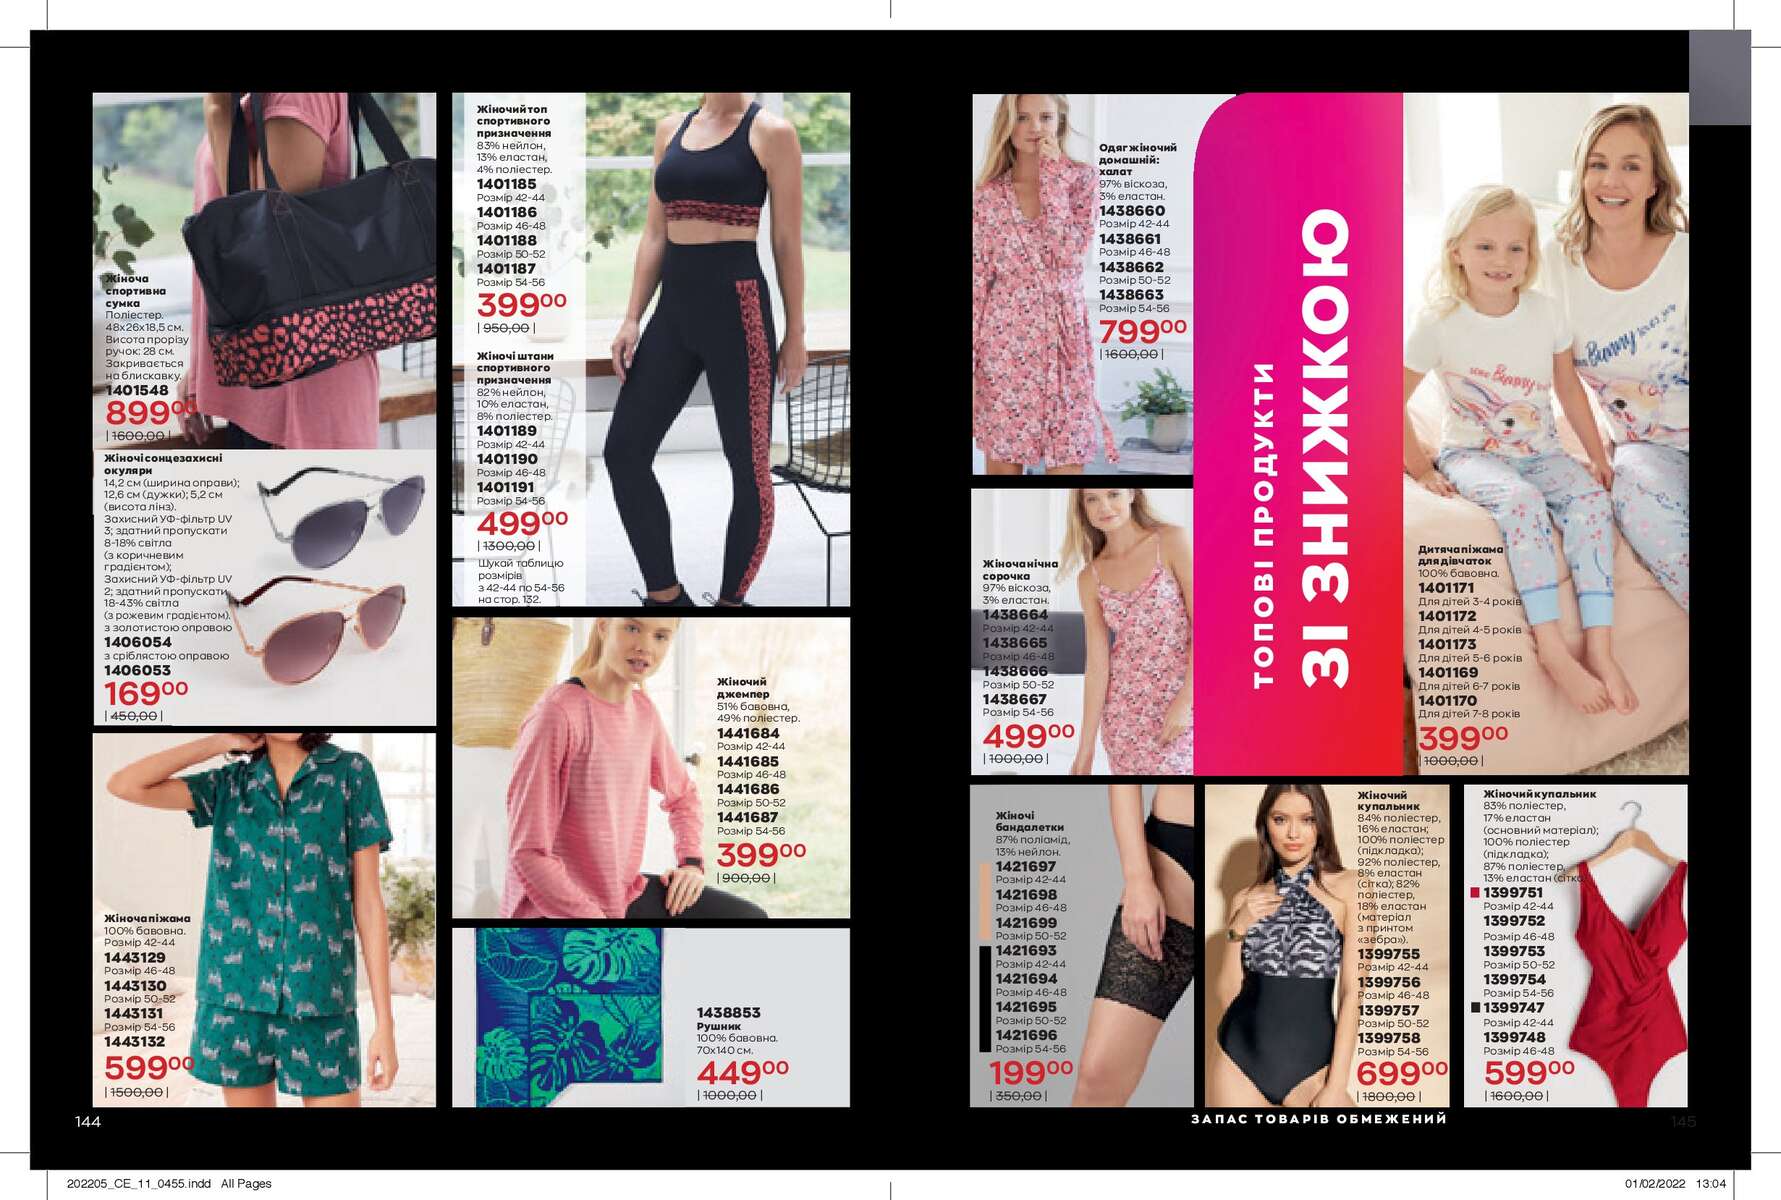 Жіноча
спортивна
сумка
Поліестер.
48х26х18,5 см.
Висота прорізу
ручок: 28 см.
Закривається
на блискавку.
1401548
89900
| 1600,00 |
Жіночі сонцезахисні
окуляри
14,2 см (ширина оправи);
12,6 см (дужки); 5,2 см
(висота лінз).
Захисний УФ-фільтр UV
3; здатний пропускати
8-18% світла
(з коричневим
градієнтом);
Захисний УФ-фільтр UV
2; здатний пропускати
18-43% світла
(з рожевим градієнтом).
з золотистою оправою
1406054
з сріблястою оправою
1406053
16900
| 450,00 |
Жіноча піжама
100% бавовна.
Розмір 42-44
1443129
Розмір 46-48
1443130
Розмір 50-52
1443131
Розмір 54-56
1443132
59900
| 1500,00 |
144
Жіночий топ
спортивного
призначення
83% нейлон,
13% еластан,
4% поліестер.
1401185
Розмір 42-44
1401186
Розмір 46-48
1401188
Розмір 50-52
1401187
Розмір 54-56
39900
| 950,00 |
Жіночі штани
спортивного
призначення
82% нейлон,
10% еластан,
8% поліестер.
1401189
Розмір 42-44
1401190
Розмір 46-48
1401191
Розмір 54-56
49900
| 1300,00 |
Шукай таблицю
розмірів
з 42-44 по 54-56
на стор. 132.
Жіночий
джемпер
51% бавовна,
49% поліестер.
1441684
Розмір 42-44
1441685
Розмір 46-48
1441686
Розмір 50-52
1441687
Розмір 54-56
39900
| 900,00 |
1438853
Рушник
100% бавовна.
70х140 см.
44900
| 1000,00 |
Одяг жіночий
домашній:
халат
97% віскоза,
3% еластан.
1438660
Розмір 42-44
1438661
Розмір 46-48
1438662
Розмір 50-52
1438663
Розмір 54-56
79900
| 1600,00 |
Жіноча нічна
сорочка
97% віскоза,
3% еластан.
1438664
Розмір 42-44
1438665
Розмір 46-48
1438666
Розмір 50-52
1438667
Розмір 54-56
49900
| 1000,00 |
ТОПОВІ ПРОДУКТИ
ЗІ ЗНИЖКОЮ
Дитяча піжама
для дівчаток
100% бавовна.
1401171
Для дітей 3-4 років
1401172
Для дітей 4-5 років
1401173
Для дітей 5-6 років
1401169
Для дітей 6-7 років
1401170
Для дітей 7-8 років
39900
| 1000,00 |
Жіночі
бандалетки
87% поліамід,
13% нейлон.
1421697
Розмір 42-44
1421698
Розмір 46-48
1421699
Розмір 50-52
1421693
Розмір 42-44
1421694
Розмір 46-48
1421695
Розмір 50-52
1421696
Розмір 54-56
19900
| 350,00 |
Жіночий
купальник
84% поліестер,
16% еластан;
100% поліестер
(підкладка);
92% поліестер,
8% еластан
(сітка); 82%
поліестер,
18% еластан
(матеріал
з принтом
«зебра»).
1399755
Розмір 42-44
1399756
Розмір 46-48
1399757
Розмір 50-52
1399758
Розмір 54-56
69900
| 1800,00 |
Жіночий купальник
83% поліестер,
17% еластан
(основний матеріал);
100% поліестер
(підкладка);
87% поліестер,
13% еластан (сітка).
1399751
Розмір 42-44
1399752
Розмір 46-48
1399753
Розмір 50-52
1399754
Розмір 54-56
1399747
Розмір 42-44
1399748
Розмір 46-48
59900
| 1600,00 |
ЗАПАС ТОВАРІВ ОБМЕЖЕНИЙ
145
202205_CE_11_0455.indd All Pages
01/02/2022 13:04